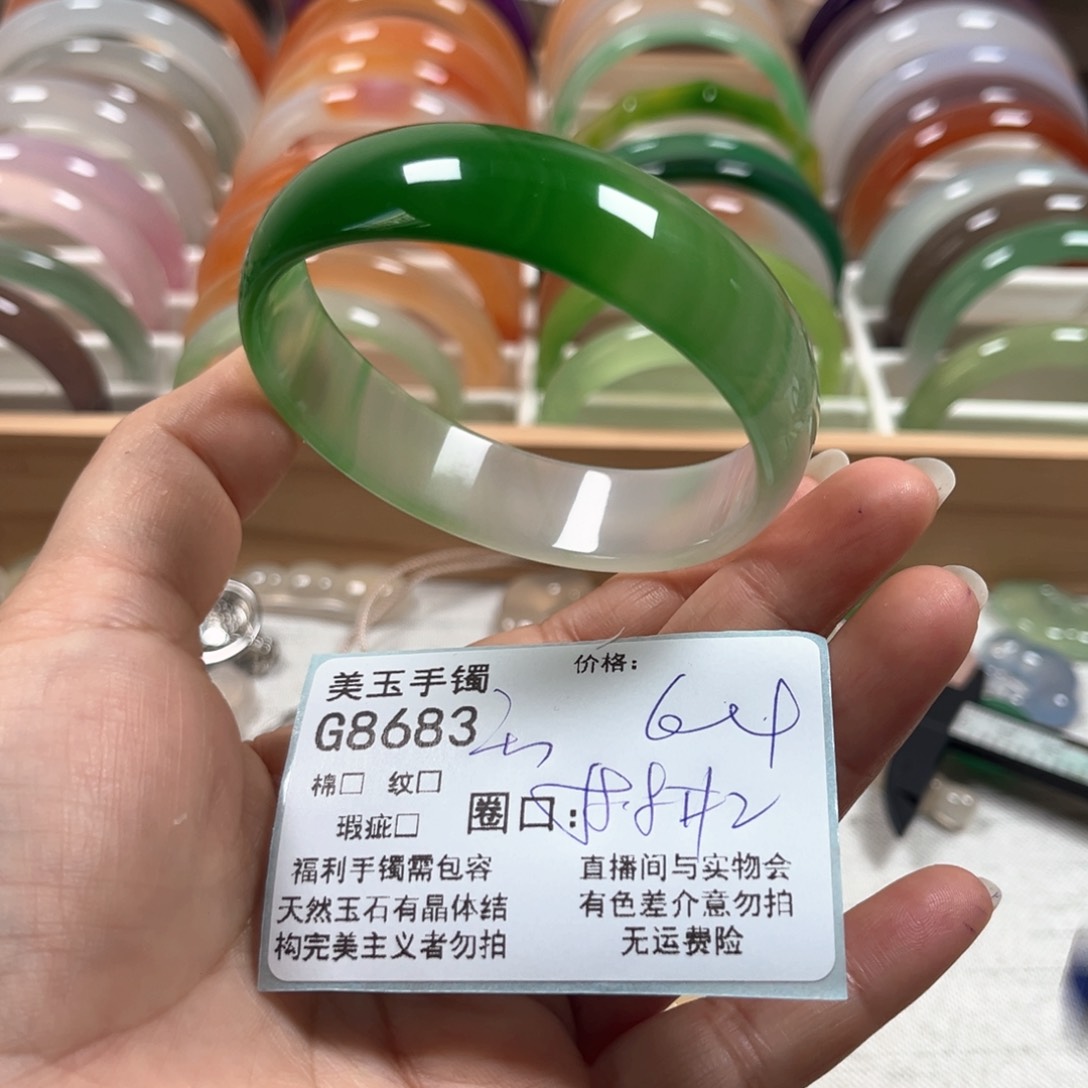 美玉手镯
价格:
G8683
棉□ 纹□
瑕疵□
圈口:
福利手镯需包容
天然玉石有晶体结
构完美主义者勿拍
直播间与实物会
有色差介意勿拍
无运费险